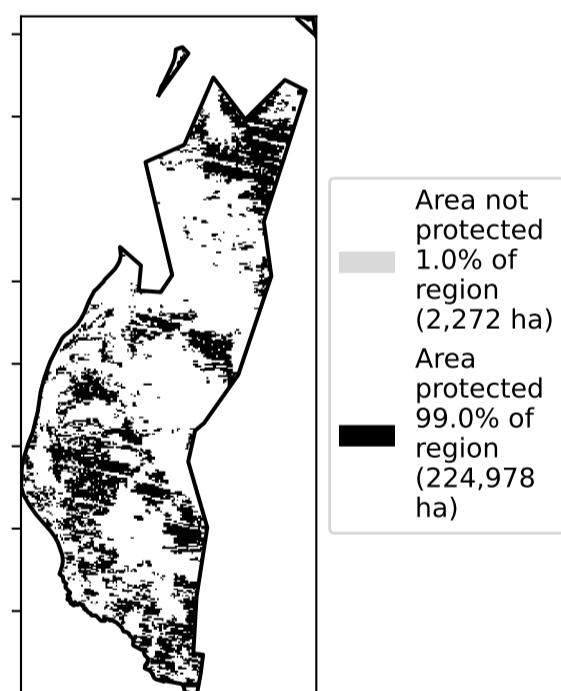 Area not
protected
1.0% of
region
(2,272 ha)
Area
protected
99.0% of
region
(224,978
ha)